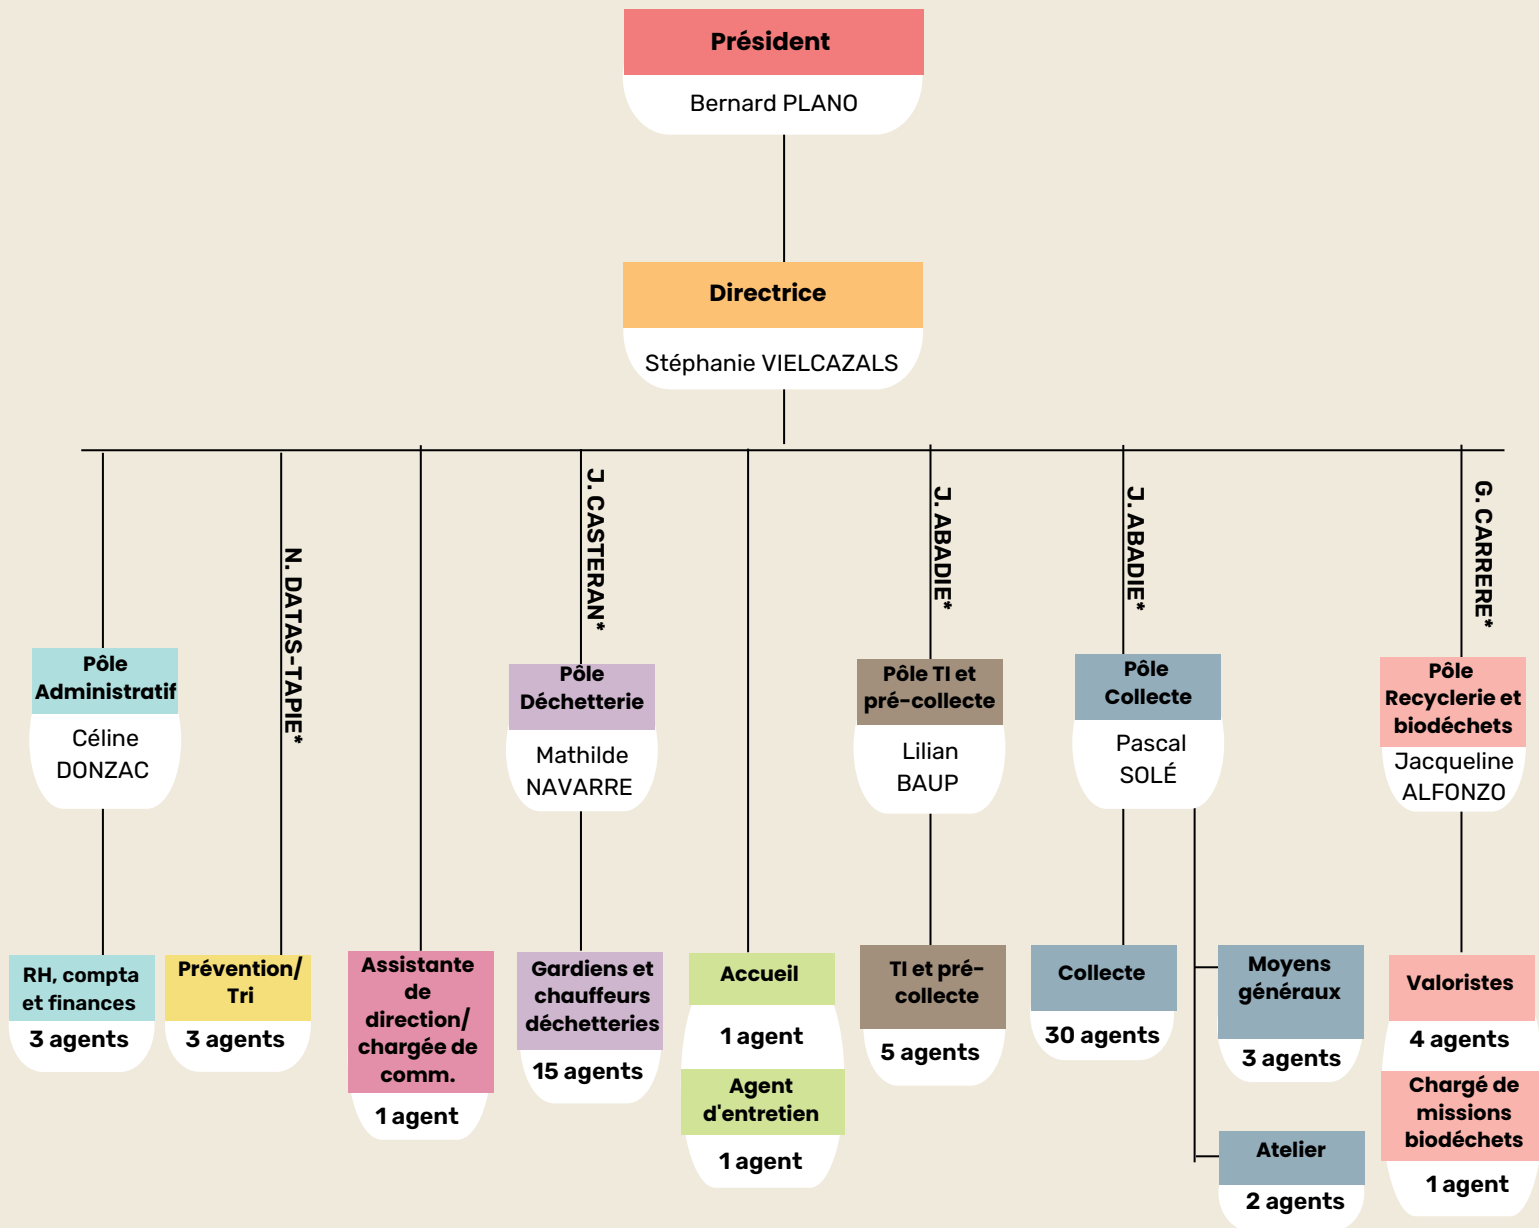 Président
Bernard PLANO
Directrice
Stéphanie VIELCAZALS
N. DATAS-TAPIE*
J. CASTERAN*
J. ABADIE*
J. ABADIE*
G. CARRERE*
Pôle
Administratif
Céline
DONZAC
Pôle
Déchetterie
Mathilde
NAVARRE
Pôle TI et
pré-collecte
Lilian
BAUP
Pôle
Collecte
Pascal
SOLÉ
Pôle
Recyclerie et
biodéchets
Jacqueline
ALFONZO
RH, compta
et finances
3 agents
Prévention/
Tri
3 agents
Assistante
de
direction/
chargée de
comm.
1 agent
Gardiens et
chauffeurs
déchetteries
15 agents
Accueil
1 agent
Agent
d'entretien
1 agent
TI et pré-
collecte
5 agents
Collecte
30 agents
Moyens
généraux
3 agents
Atelier
2 agents
Valoristes
4 agents
Chargé de
missions
biodéchets
1 agent